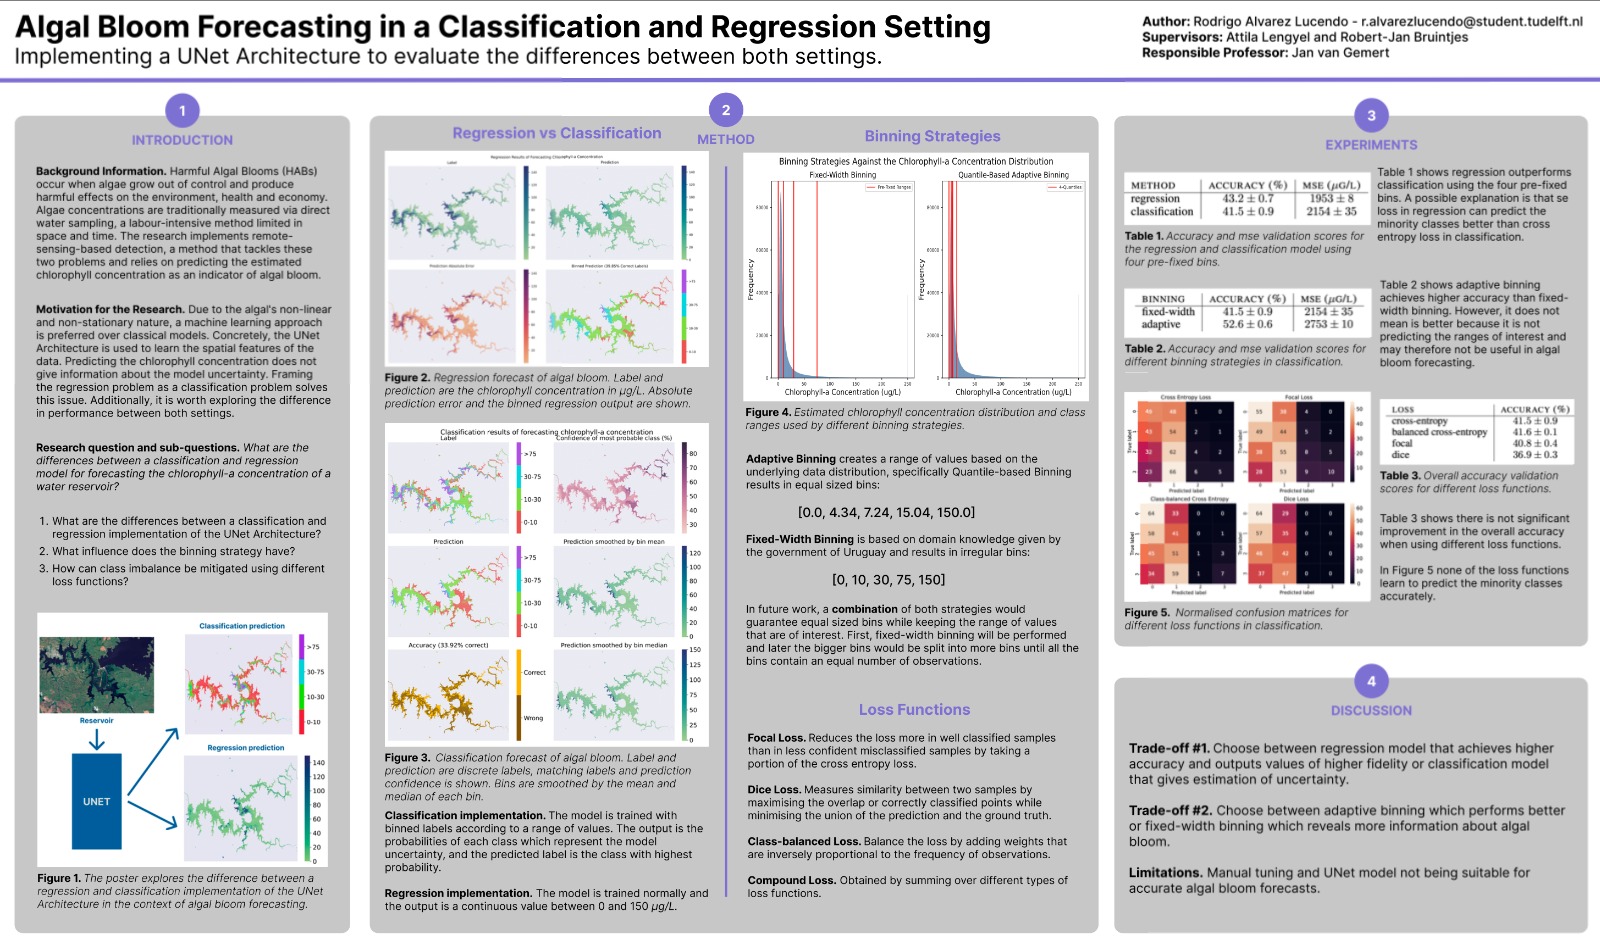 Algal Bloom Forecasting in a Classification and Regression Setting
Implementing a UNet Architecture to evaluate the differences between both settings.
Author: Rodrigo Alvarez Lucendo - r.alvarezlucendo@student.tudelft.nl
Supervisors: Attila Lengyel and Robert-Jan Bruintjes
Responsible Professor: Jan van Gemert
1
INTRODUCTION
Background Information. Harmful Algal Blooms (HABs)
occur when algae grow out of control and produce
harmful effects on the environment, health and economy.
Algae concentrations are traditionally measured via direct
water sampling, a labour-intensive method limited in
space and time. The research implements remote-
sensing-based detection, a method that tackles these
two problems and relies on predicting the estimated
chlorophyll concentration as an indicator of algal bloom.
Motivation for the Research. Due to the algal's non-linear
and non-stationary nature, a machine learning approach
is preferred over classical models. Concretely, the UNet
Architecture is used to learn the spatial features of the
data. Predicting the chlorophyll concentration does not
give information about the model uncertainty. Framing
the regression problem as a classification problem solves
this issue. Additionally, it is worth exploring the difference
in performance between both settings.
Research question and sub-questions. What are the
differences between a classification and regression
model for forecasting the chlorophyll-a concentration of a
water reservoir?
1. What are the differences between a classification and
regression implementation of the UNet Architecture?
2. What influence does the binning strategy have?
3. How can class imbalance be mitigated using different
loss functions?
Classification prediction
>75
30-75
10-30
0-10
Reservoir
Regression prediction
UNET
140
120
100
80
60
40
20
0
Figure 1. The poster explores the difference between a
regression and classification implementation of the UNet
Architecture in the context of algal bloom forecasting.
2
METHOD
Regression vs Classification
Regression Results of Forecasting Chlorophyll-a Concentration
Label
Prediction
Prediction Absolute Error
Binned Prediction (39.95% Correct Labels)
Figure 2. Regression forecast of algal bloom. Label and
prediction are the chlorophyll concentration in µg/L. Absolute
prediction error and the binned regression output are shown.
Classification results of forecasting chlorophyll-a concentration
Label
Confidence of most probable class (%)
>75
30-75
10-30
0-10
80
70
60
50
40
30
Prediction
Prediction smoothed by bin mean
>75
30-75
10-30
0-10
120
100
80
60
40
20
0
Accuracy (33.92% correct)
Prediction smoothed by bin median
Correct
Wrong
150
125
100
75
50
25
0
Figure 3. Classification forecast of algal bloom. Label and
prediction are discrete labels, matching labels and prediction
confidence is shown. Bins are smoothed by the mean and
median of each bin.
Classification implementation. The model is trained with
binned labels according to a range of values. The output is the
probabilities of each class which represent the model
uncertainty, and the predicted label is the class with highest
probability.
Regression implementation. The model is trained normally and
the output is a continuous value between 0 and 150 µg/L.
Binning Strategies
Binning Strategies Against the Chlorophyll-a Concentration Distribution
Fixed-Width Binning
Quantile-Based Adaptive Binning
Pre-Fixed Ranges
4-Quantiles
Frequency
80000
60000
40000
20000
0
0 50 100 150 200 250
Chlorophyll-a Concentration (ug/L)
Frequency
80000
60000
40000
20000
0
0 50 100 150 200 250
Chlorophyll-a Concentration (ug/L)
Figure 4. Estimated chlorophyll concentration distribution and class
ranges used by different binning strategies.
Adaptive Binning creates a range of values based on the
underlying data distribution, specifically Quantile-based Binning
results in equal sized bins:
[0.0, 4.34, 7.24, 15.04, 150.0]
Fixed-Width Binning is based on domain knowledge given by
the government of Uruguay and results in irregular bins:
[0, 10, 30, 75, 150]
In future work, a combination of both strategies would
guarantee equal sized bins while keeping the range of values
that are of interest. First, fixed-width binning will be performed
and later the bigger bins would be split into more bins until all the
bins contain an equal number of observations.
Loss Functions
Focal Loss. Reduces the loss more in well classified samples
than in less confident misclassified samples by taking a
portion of the cross entropy loss.
Dice Loss. Measures similarity between two samples by
maximising the overlap or correctly classified points while
minimising the union of the prediction and the ground truth.
Class-balanced Loss. Balance the loss by adding weights that
are inversely proportional to the frequency of observations.
Compound Loss. Obtained by summing over different types of
loss functions.
3
EXPERIMENTS
METHOD ACCURACY (%) MSE (µG/L)
regression 43.2 ± 0.7 1953 ± 8
classification 41.5 ± 0.9 2154 ± 35
Table 1. Accuracy and mse validation scores for
the regression and classification model using
four pre-fixed bins.
Table 1 shows regression outperforms
classification using the four pre-fixed
bins. A possible explanation is that se
loss in regression can predict the
minority classes better than cross
entropy loss in classification.
BINNING ACCURACY (%) MSE (µG/L)
fixed-width 41.5 ± 0.9 2154 ± 35
adaptive 52.6 ± 0.6 2753 ± 10
Table 2. Accuracy and mse validation scores for
different binning strategies in classification.
Table 2 shows adaptive binning
achieves higher accuracy than fixed-
width binning. However, it does not
mean is better because it is not
predicting the ranges of interest and
may therefore not be useful in algal
bloom forecasting.
Cross Entropy Loss
Focal Loss
True label
Predicted label
Class-balanced Cross Entropy
Dice Loss
True label
Predicted label
Figure 5. Normalised confusion matrices for
different loss functions in classification.
LOSS ACCURACY (%)
cross-entropy 41.5 ± 0.9
balanced cross-entropy 41.6 ± 0.1
focal 40.8 ± 0.4
dice 36.9 ± 0.3
Table 3. Overall accuracy validation
scores for different loss functions.
Table 3 shows there is not significant
improvement in the overall accuracy
when using different loss functions.
In Figure 5 none of the loss functions
learn to predict the minority classes
accurately.
4
DISCUSSION
Trade-off #1. Choose between regression model that achieves higher
accuracy and outputs values of higher fidelity or classification model
that gives estimation of uncertainty.
Trade-off #2. Choose between adaptive binning which performs better
or fixed-width binning which reveals more information about algal
bloom.
Limitations. Manual tuning and UNet model not being suitable for
accurate algal bloom forecasts.